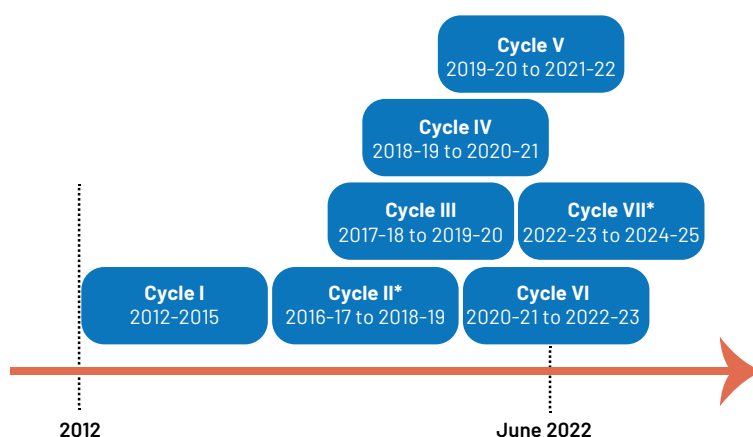 Cycle V
2019-20 to 2021-22
Cycle IV
2018-19 to 2020-21
Cycle III
2017-18 to 2019-20
Cycle VII*
2022-23 to 2024-25
Cycle I
2012-2015
Cycle II*
2016-17 to 2018-19
Cycle VI
2020-21 to 2022-23
2012
June 2022